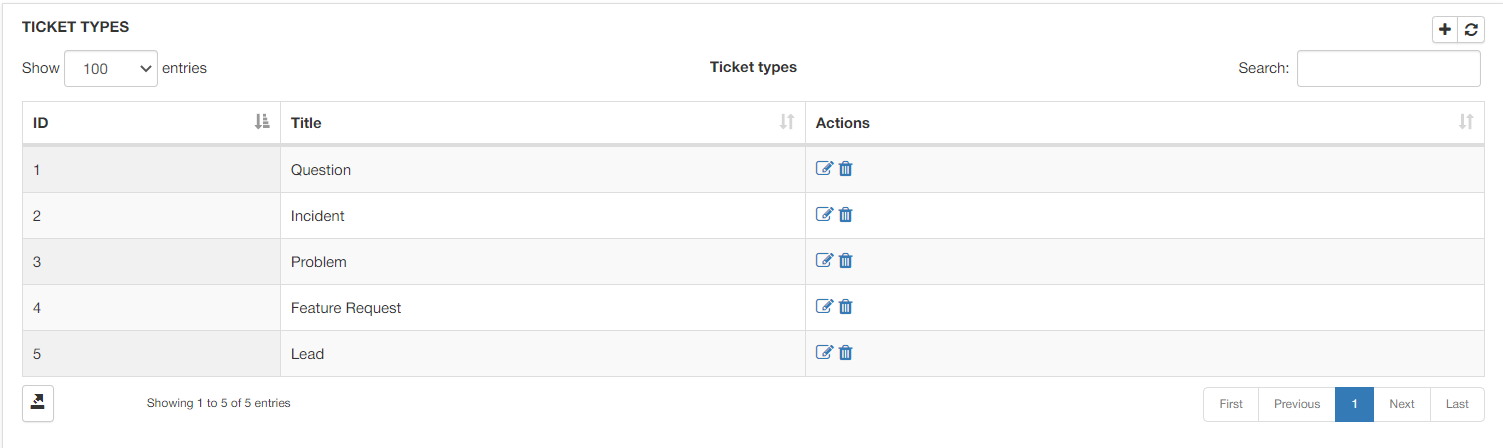 TICKET TYPES
Show 100 entries Ticket types Search:
ID Title Actions
1 Question
2 Incident
3 Problem
4 Feature Request
5 Lead
Showing 1 to 5 of 5 entries First Previous 1 Next Last